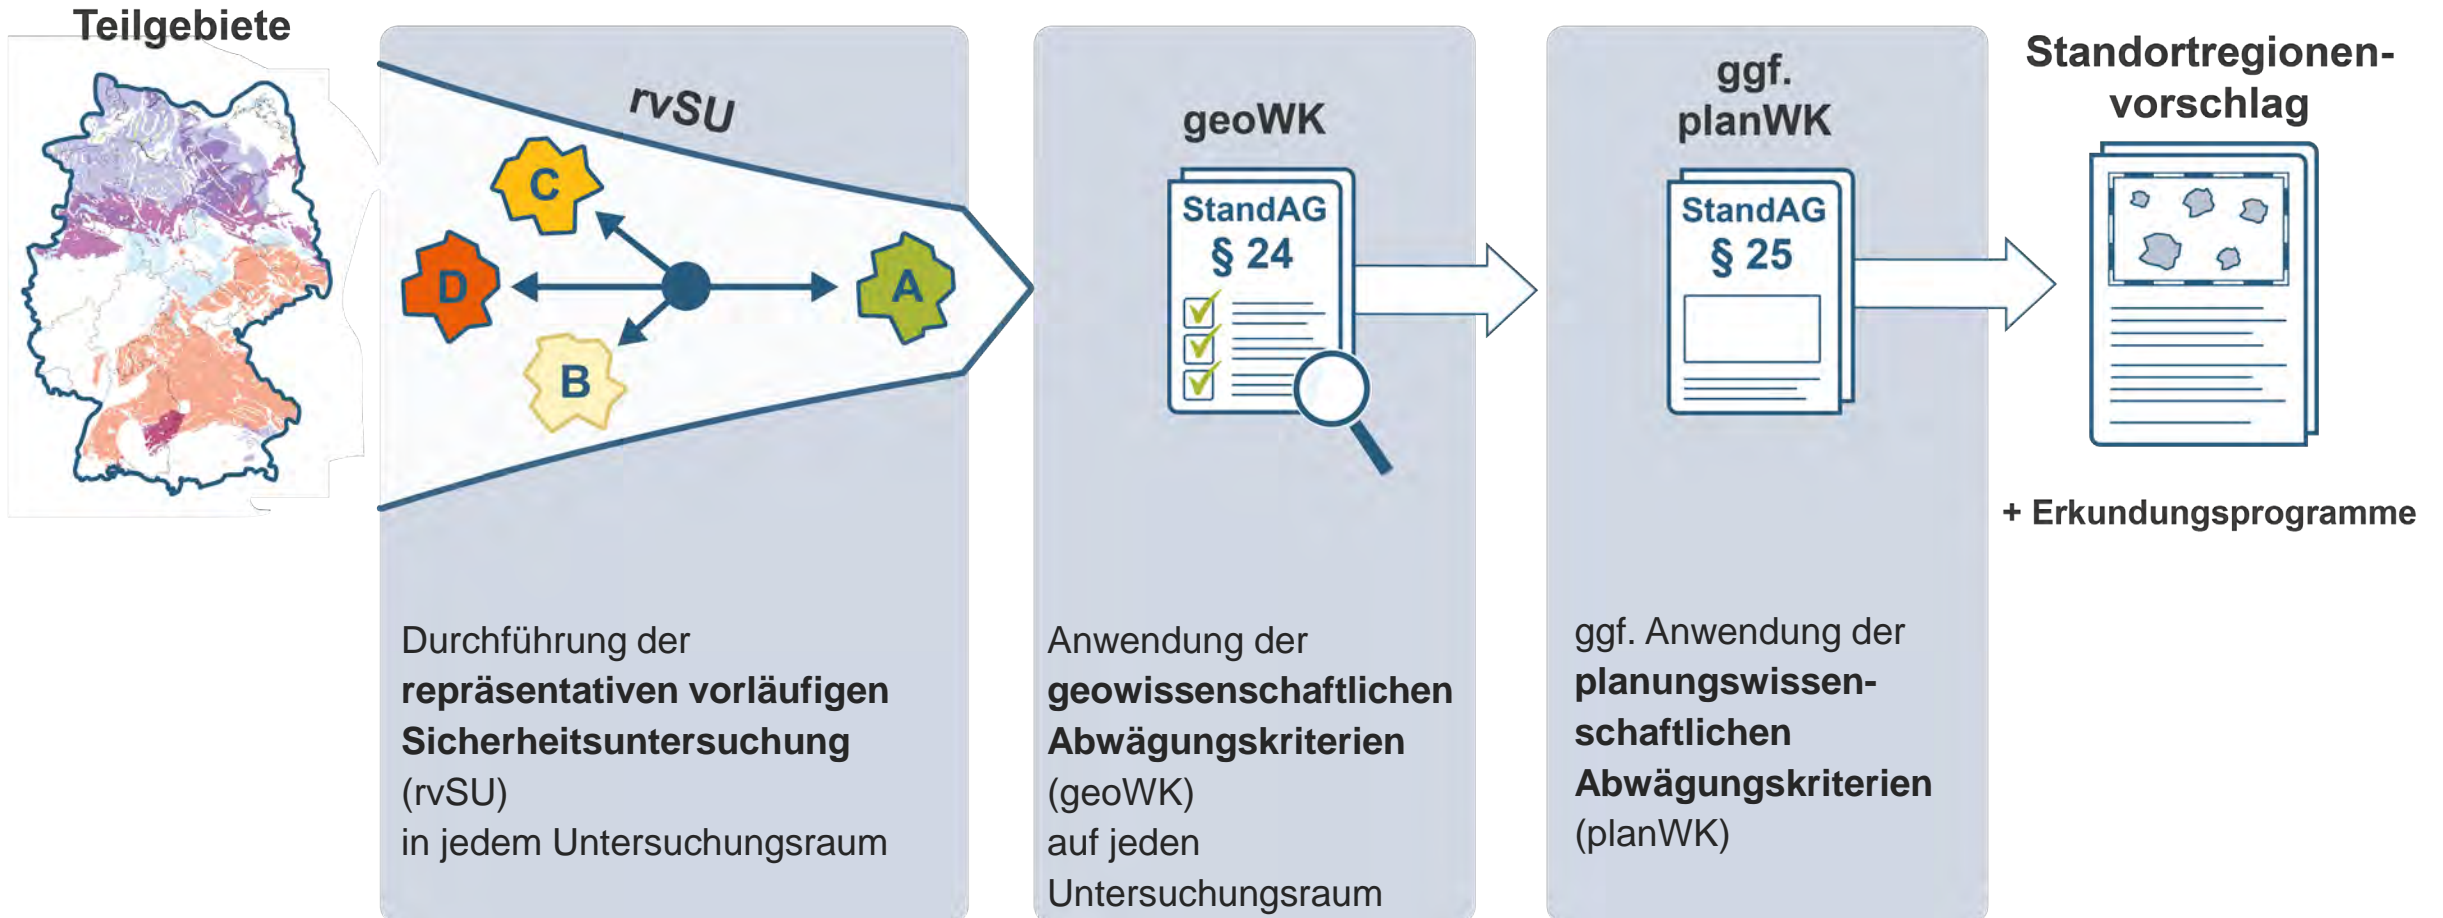 Teilgebiete
rvSU
C
D
A
B
Durchführung der
repräsentativen vorläufigen
Sicherheitsuntersuchung
(rvSU)
in jedem Untersuchungsraum
geoWK
StandAG
§ 24
Anwendung der
geowissenschaftlichen
Abwägungskriterien
(geoWK)
auf jeden
Untersuchungsraum
ggf.
planWK
StandAG
§ 25
ggf. Anwendung der
planungswissen-
schaftlichen
Abwägungskriterien
(planWK)
Standortregionen-
vorschlag
+ Erkundungsprogramme